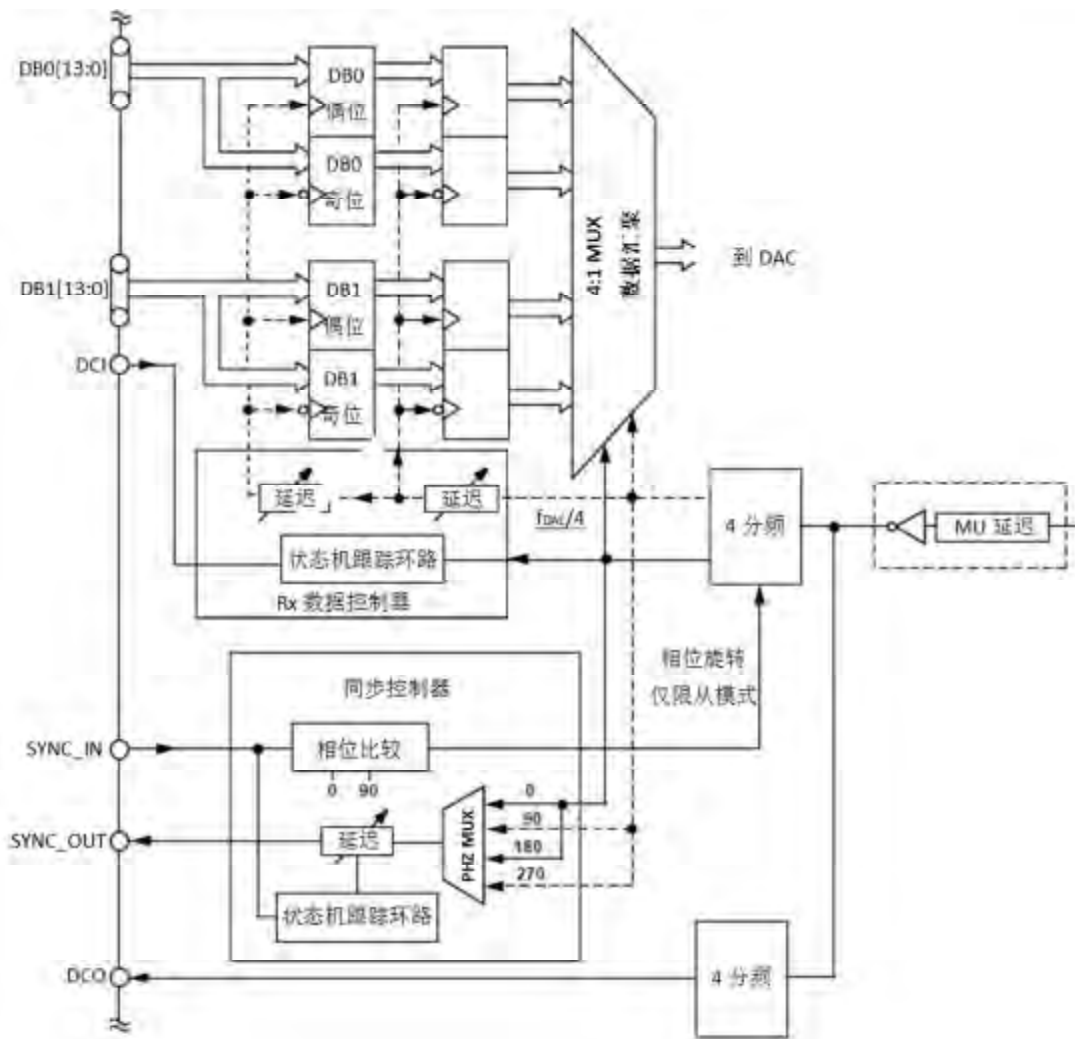 DB0[13:0]
DB0
偶位
DB0
奇位
DB1[13:0]
DB1
偶位
DB1
奇位
DCI
4:1 MUX
数据汇聚
到 DAC
延迟
延迟
fDAC/4
4 分频
MU 延迟
状态机跟踪环路
Rx 数据控制器
相位旋转
仅限从模式
同步控制器
SYNC_IN
相位比较
0 90
SYNC_OUT
延迟
PHZ MUX
0
90
180
270
状态机跟踪环路
DCO
4 分频